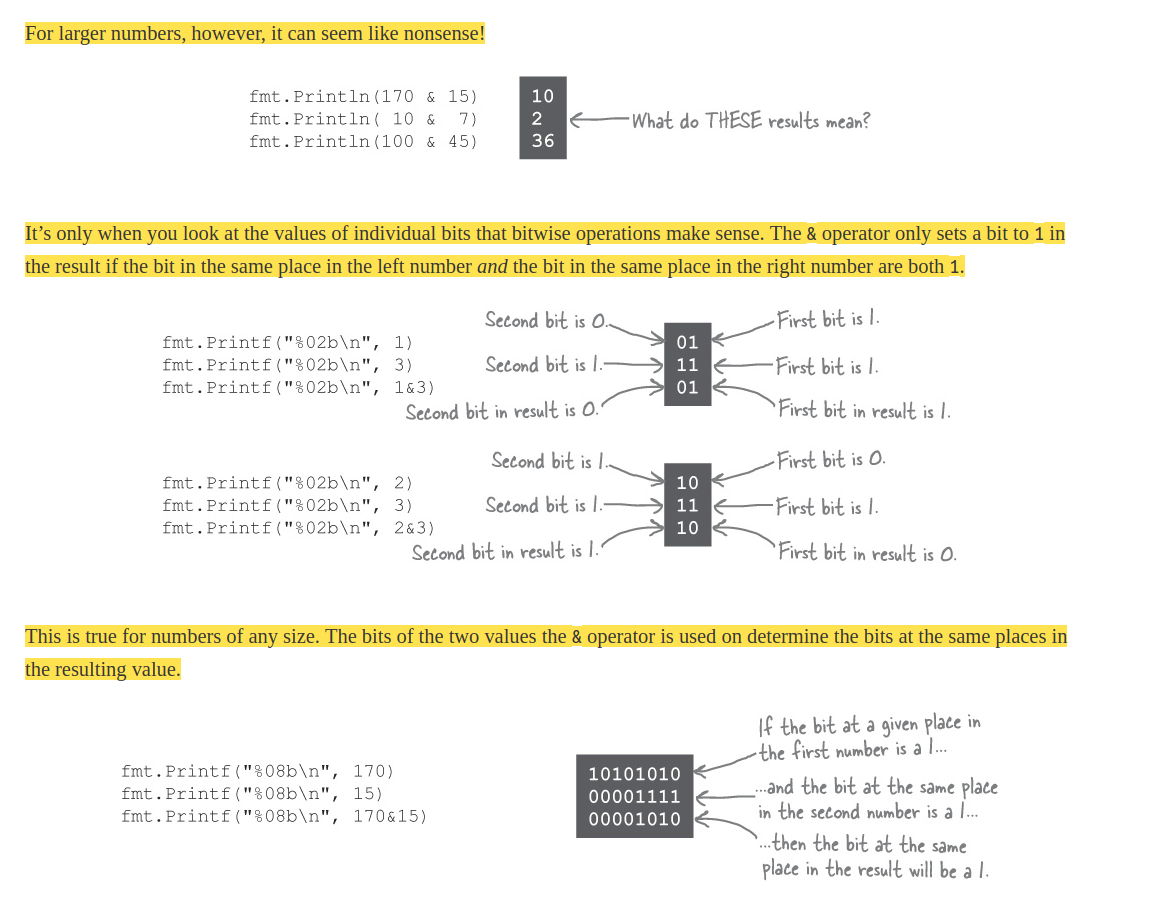 For larger numbers, however, it can seem like nonsense!
fmt.Println(170 & 15)
fmt.Println( 10 &  7)
fmt.Println(100 & 45)
10
2
36
What do THESE results mean?
It’s only when you look at the values of individual bits that bitwise operations make sense. The & operator only sets a bit to 1 in
the result if the bit in the same place in the left number and the bit in the same place in the right number are both 1.
fmt.Printf("%02b\n", 1)
fmt.Printf("%02b\n", 3)
fmt.Printf("%02b\n", 1&3)
Second bit is 0.
Second bit is 1.
Second bit in result is 0.
01
11
01
First bit is 1.
First bit is 1.
First bit in result is 1.
fmt.Printf("%02b\n", 2)
fmt.Printf("%02b\n", 3)
fmt.Printf("%02b\n", 2&3)
Second bit is 1.
Second bit is 1.
Second bit in result is 1.
10
11
10
First bit is 0.
First bit is 1.
First bit in result is 0.
This is true for numbers of any size. The bits of the two values the & operator is used on determine the bits at the same places in
the resulting value.
fmt.Printf("%08b\n", 170)
fmt.Printf("%08b\n", 15)
fmt.Printf("%08b\n", 170&15)
10101010
00001111
00001010
If the bit at a given place in
the first number is a 1...
...and the bit at the same place
in the second number is a 1...
...then the bit at the same
place in the result will be a 1.